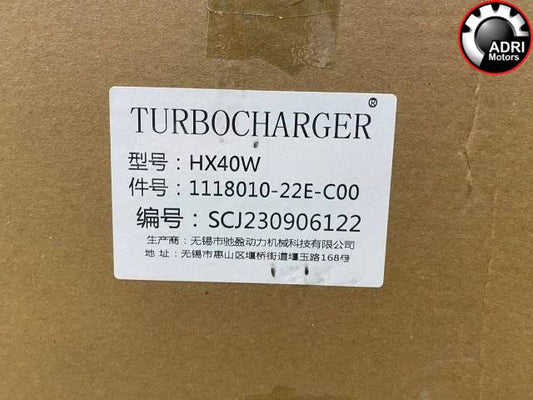 ADRI
Motors
TURBOCHARGER®
型号：HX40W
件号：1118010-22E-C00
编号：SCJ230906122
生产商：无锡市驰盈动力机械科技有限公司
地 址：无锡市惠山区堰桥街道堰玉路168号